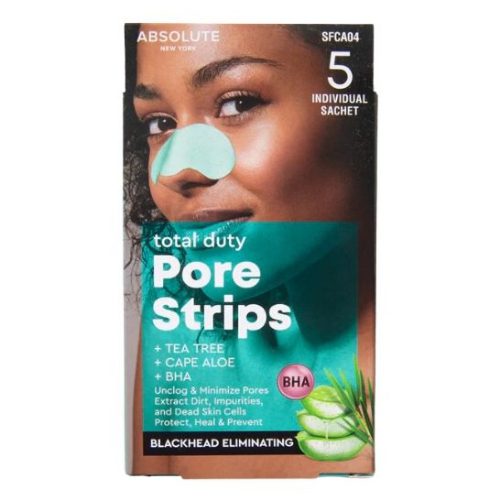 ABSOLUTE
NEW YORK
SFCA04
5
INDIVIDUAL
SACHET
total duty
Pore
Strips
+ TEA TREE
+ CAPE ALOE
+ BHA
Unclog & Minimize Pores
Extract Dirt, Impurities,
and Dead Skin Cells
Protect, Heal & Prevent
BHA
BLACKHEAD ELIMINATING